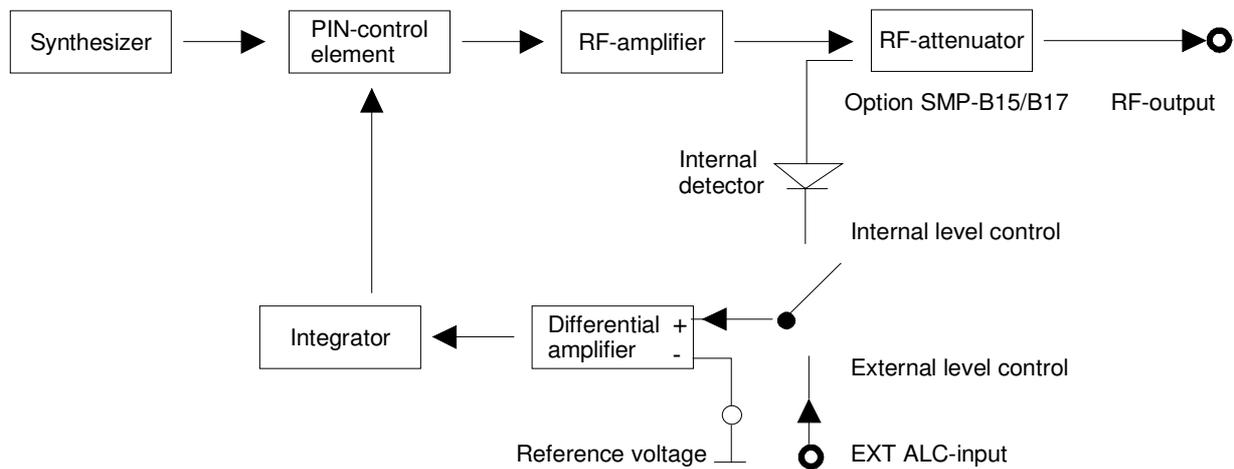 Synthesizer
PIN-control
element
RF-amplifier
RF-attenuator
Option SMP-B15/B17
RF-output
Internal
detector
Internal level control
Integrator
Differential +
amplifier -
External level control
Reference voltage
EXT ALC-input